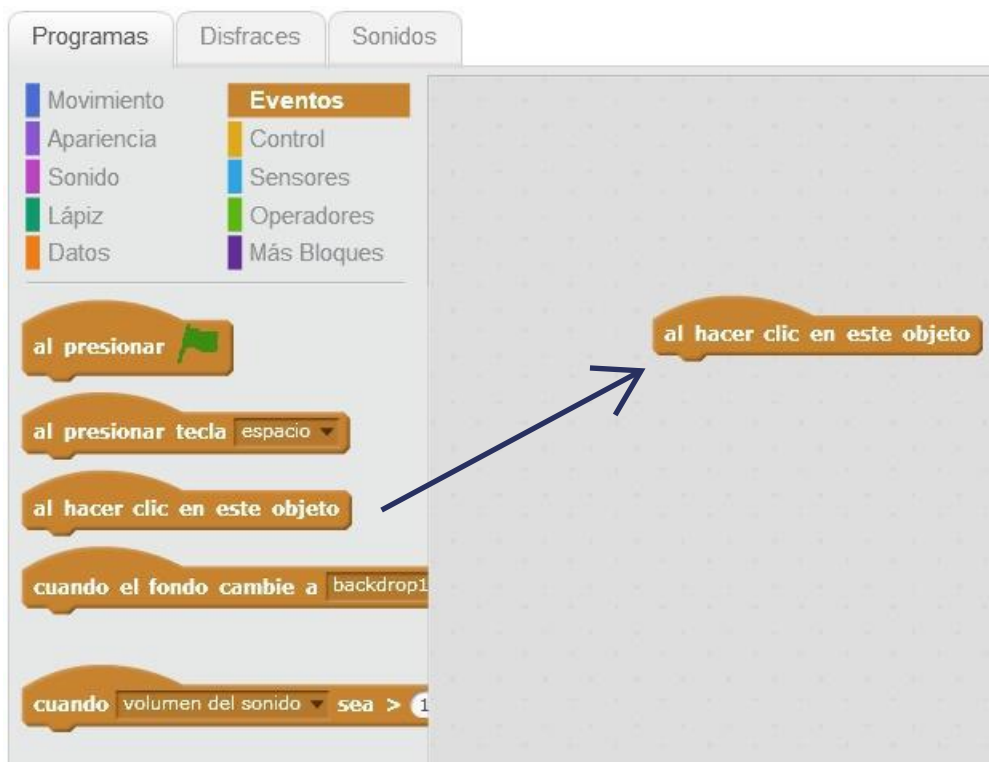 Programas Disfraces Sonidos
Movimiento Eventos
Apariencia Control
Sonido Sensores
Lápiz Operadores
Datos Más Bloques
al presionar
al presionar tecla espacio
al hacer clic en este objeto
cuando el fondo cambie a backdrop1
cuando volumen del sonido sea > 1
al hacer clic en este objeto